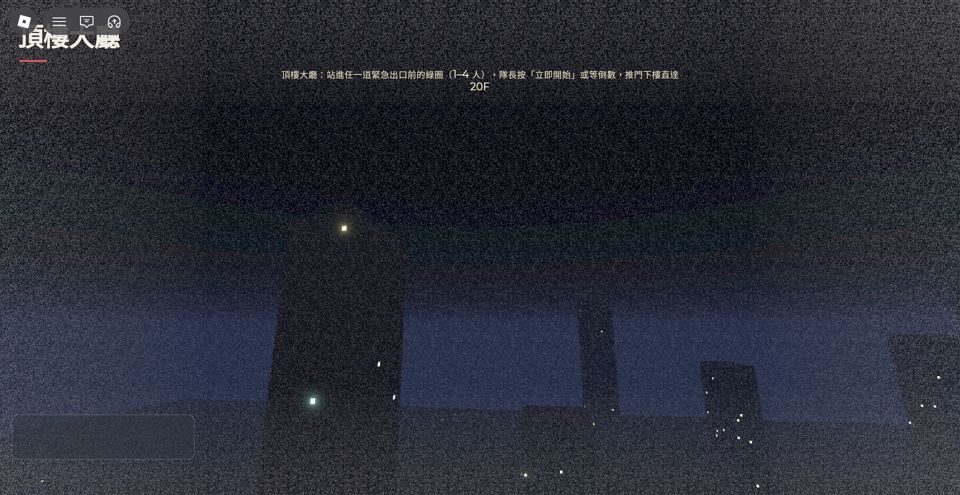 頂樓大廳
頂樓大廳：站進任一道緊急出口前的綠圈（1–4 人），隊長按「立即開始」或等倒數，推門下樓直達
20F